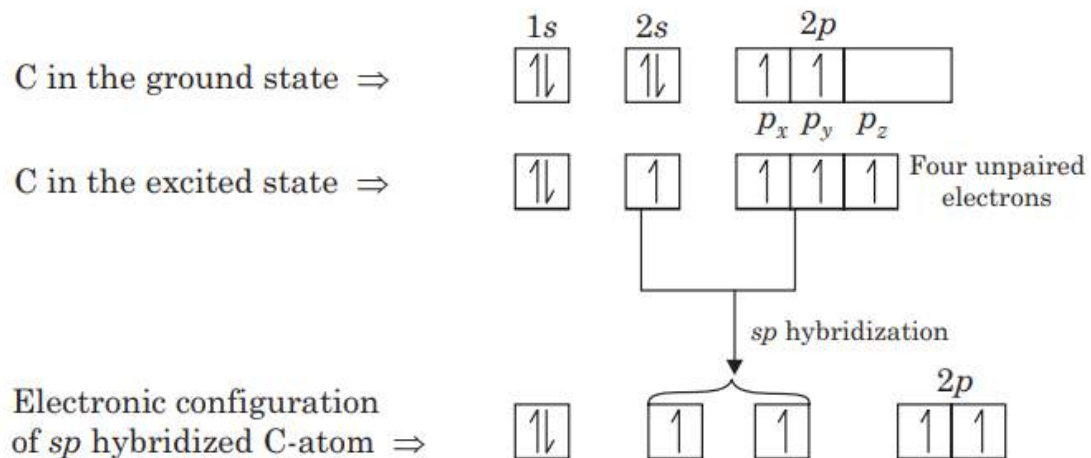 1s 2s 2p
C in the ground state ⇒ ↿⇂ ↿⇂ ↿ ↿
p_x p_y p_z
C in the excited state ⇒ ↿⇂ ↿ ↿ ↿ ↿ Four unpaired
electrons
sp hybridization
2p
Electronic configuration
of sp hybridized C-atom ⇒ ↿⇂ ↿ ↿ ↿ ↿